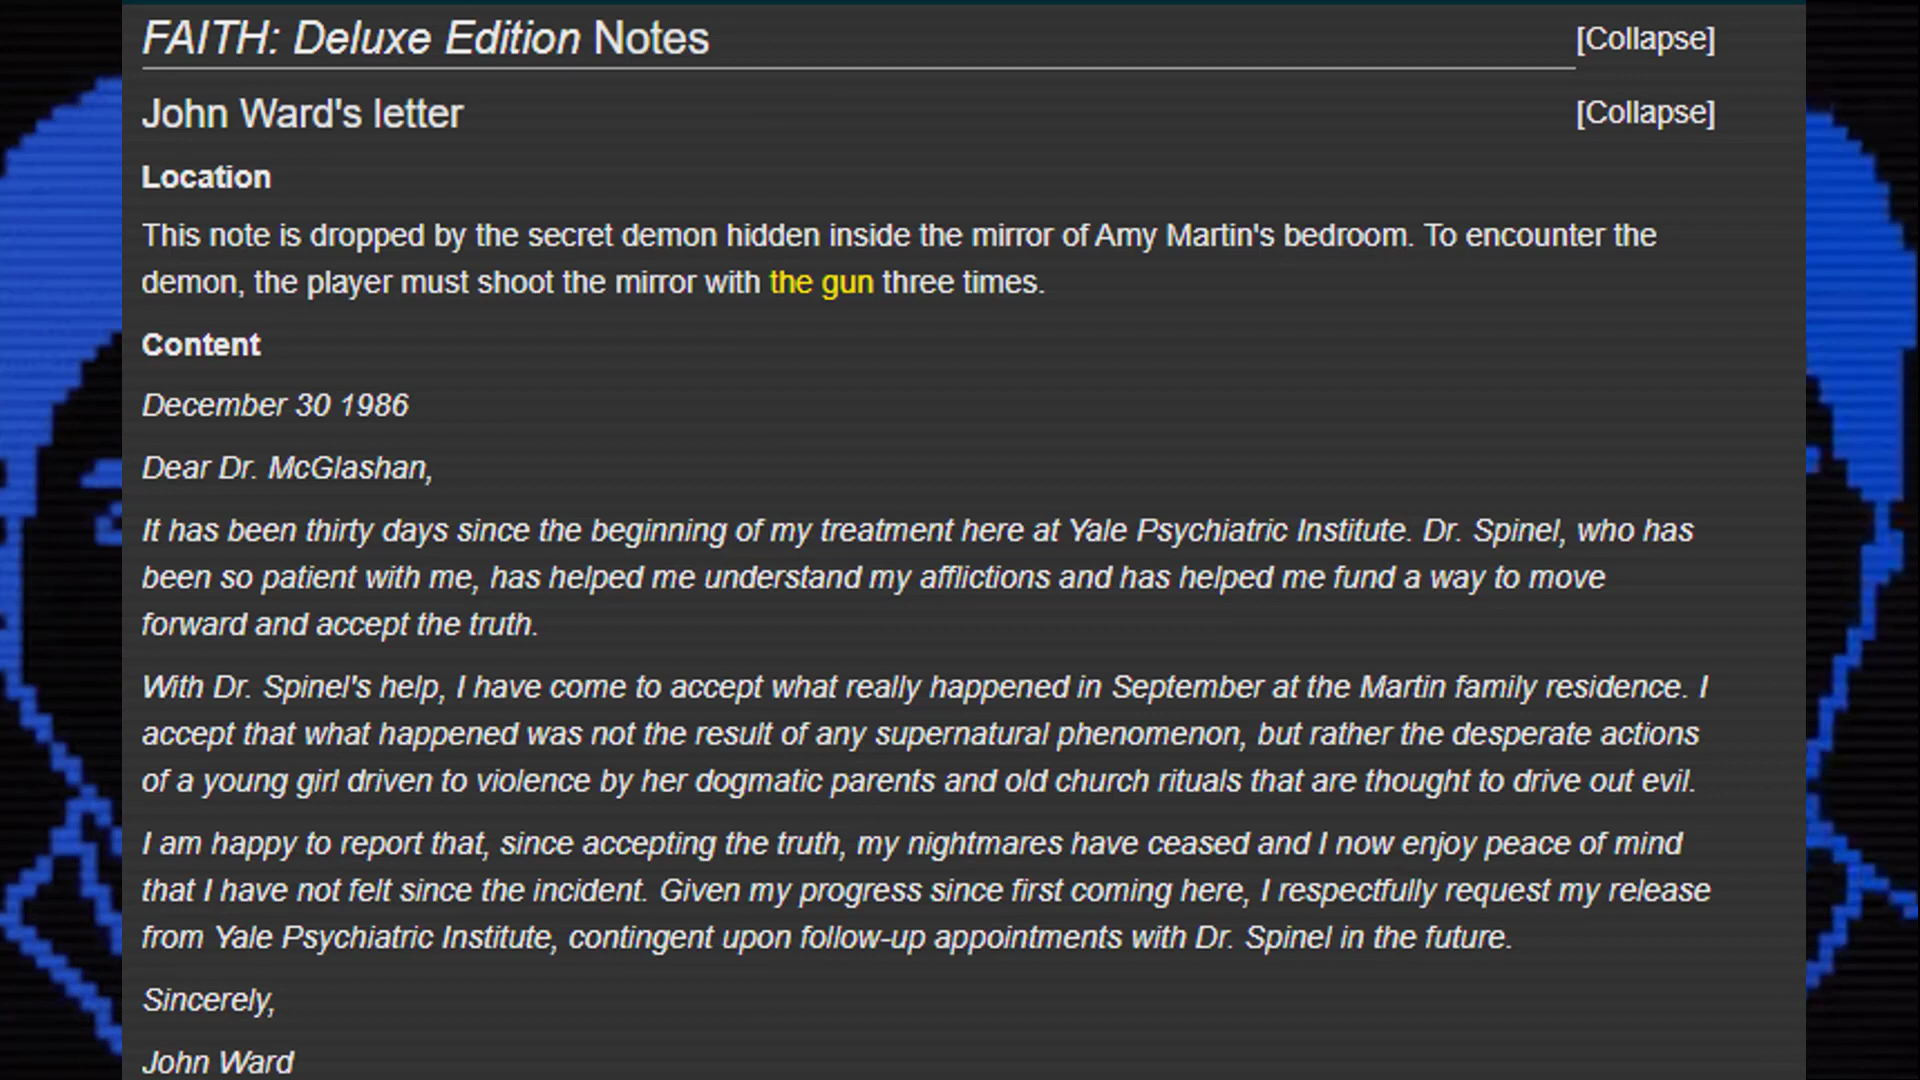 FAITH: Deluxe Edition Notes [Collapse]
John Ward's letter [Collapse]
Location
This note is dropped by the secret demon hidden inside the mirror of Amy Martin's bedroom. To encounter the
demon, the player must shoot the mirror with the gun three times.
Content
December 30 1986
Dear Dr. McGlashan,
It has been thirty days since the beginning of my treatment here at Yale Psychiatric Institute. Dr. Spinel, who has
been so patient with me, has helped me understand my afflictions and has helped me fund a way to move
forward and accept the truth.
With Dr. Spinel's help, I have come to accept what really happened in September at the Martin family residence. I
accept that what happened was not the result of any supernatural phenomenon, but rather the desperate actions
of a young girl driven to violence by her dogmatic parents and old church rituals that are thought to drive out evil.
I am happy to report that, since accepting the truth, my nightmares have ceased and I now enjoy peace of mind
that I have not felt since the incident. Given my progress since first coming here, I respectfully request my release
from Yale Psychiatric Institute, contingent upon follow-up appointments with Dr. Spinel in the future.
Sincerely,
John Ward